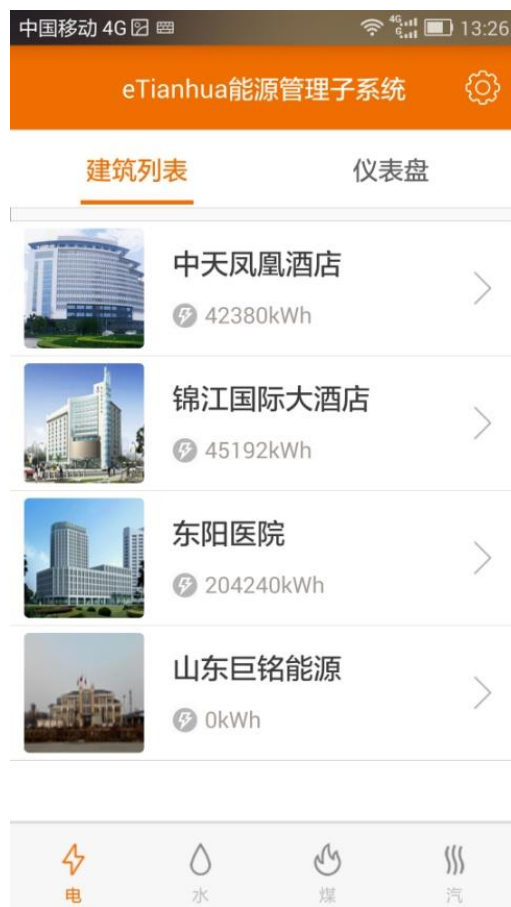 中国移动 4G 13:26
eTianhua能源管理子系统
建筑列表 仪表盘
中天凤凰酒店
42380kWh
锦江国际大酒店
45192kWh
东阳医院
204240kWh
山东巨铭能源
0kWh
电 水 煤 汽